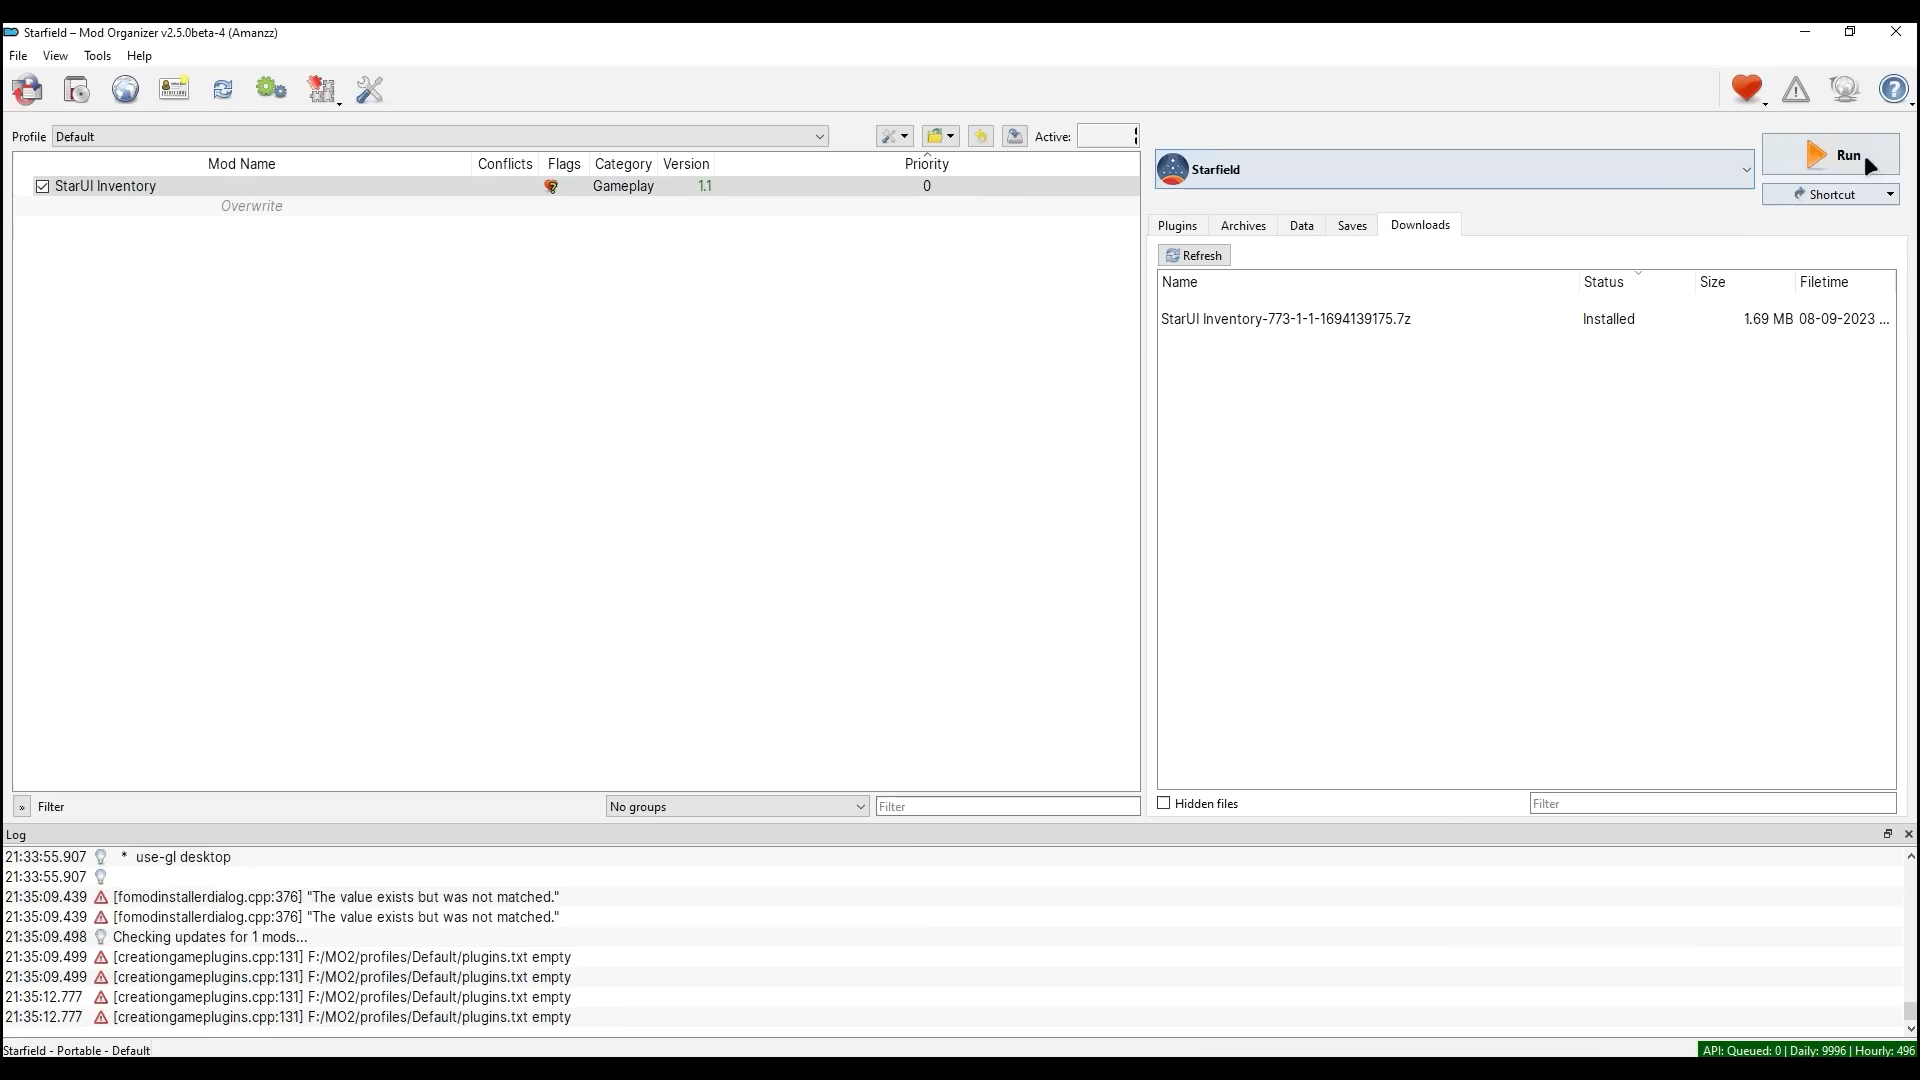 Starfield – Mod Organizer v2.5.0beta-4 (Amanzz)
File View Tools Help
Profile Default Active:
Mod Name Conflicts Flags Category Version Priority
StarUI Inventory Gameplay 1.1 0
Overwrite
Starfield
Run
Shortcut
Plugins Archives Data Saves Downloads
Refresh
Name Status Size Filetime
StarUI Inventory-773-1-1-1694139175.7z Installed 1.69 MB 08-09-2023 ...
» Filter No groups Filter
Hidden files Filter
Log
21:33:55.907 * use-gl desktop
21:33:55.907
21:35:09.439 [fomodinstallerdialog.cpp:376] "The value exists but was not matched."
21:35:09.439 [fomodinstallerdialog.cpp:376] "The value exists but was not matched."
21:35:09.498 Checking updates for 1 mods...
21:35:09.499 [creationgameplugins.cpp:131] F:/MO2/profiles/Default/plugins.txt empty
21:35:09.499 [creationgameplugins.cpp:131] F:/MO2/profiles/Default/plugins.txt empty
21:35:12.777 [creationgameplugins.cpp:131] F:/MO2/profiles/Default/plugins.txt empty
21:35:12.777 [creationgameplugins.cpp:131] F:/MO2/profiles/Default/plugins.txt empty
Starfield - Portable - Default
API: Queued: 0 | Daily: 9996 | Hourly: 496